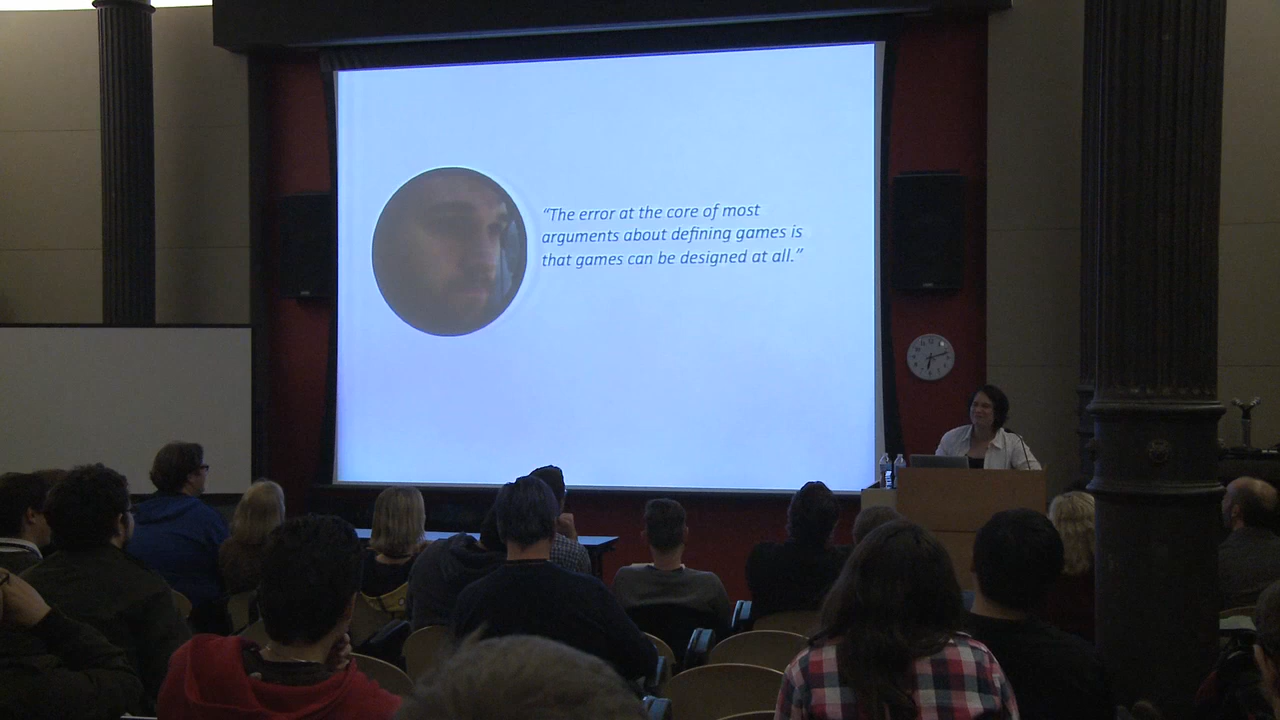 “The error at the core of most
arguments about defining games is
that games can be designed at all.”